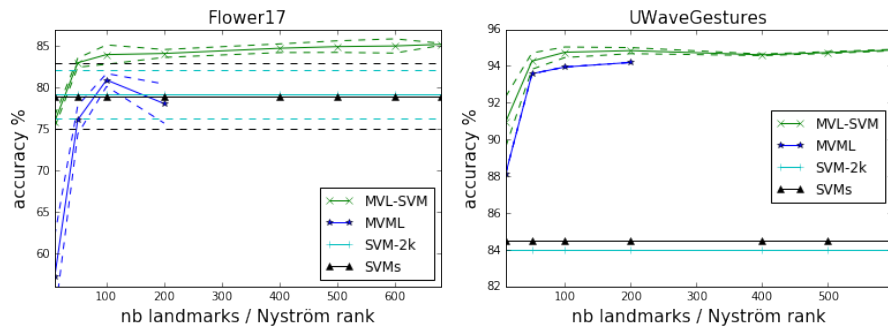 Flower17
accuracy %
85
80
75
70
65
60
MVL-SVM
MVML
SVM-2k
SVMs
100 200 300 400 500 600
nb landmarks / Nyström rank
UWaveGestures
accuracy %
96
94
92
90
88
86
84
82
MVL-SVM
MVML
SVM-2k
SVMs
100 200 300 400 500
nb landmarks / Nyström rank